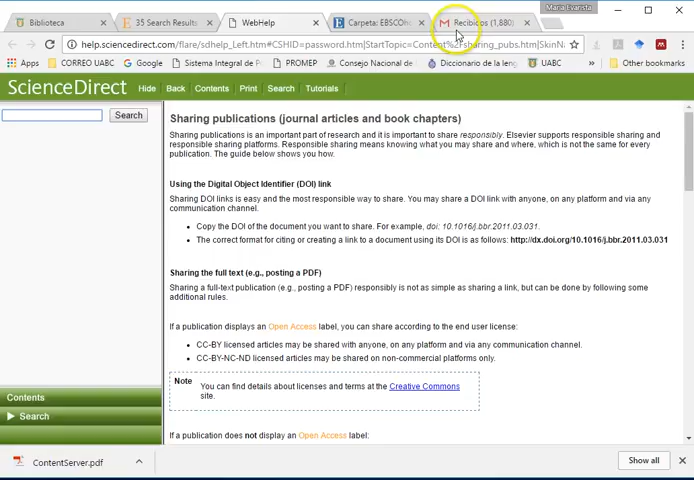 Maria Evarista
Biblioteca
35 Search Results
WebHelp
Carpeta: EBSCOh
Recibidos (1,880)
help.sciencedirect.com/flare/sdhelp_Left.htm#CSHID=password.htm|StartTopic=Content%2Fsharing_pubs.htm|SkinNa
Apps
CORREO UABC
Google
Sistema Integral de Ge
PROMEP
Consejo Nacional de
Diccionario de la leng
UABC
»
Other bookmarks
ScienceDirect
Hide
Back
Contents
Print
Search
Tutorials
Search
Sharing publications (journal articles and book chapters)
Sharing publications is an important part of research and it is important to share responsibly. Elsevier supports responsible sharing and
responsible sharing platforms. Responsible sharing means knowing what you may share and where, which is not the same for every
publication. The guide below shows you how.
Using the Digital Object Identifier (DOI) link
Sharing DOI links is easy and the most responsible way to share. You may share a DOI link with anyone, on any platform and via any
communication channel.
• Copy the DOI of the document you want to share. For example, doi: 10.1016/j.bbr.2011.03.031.
• The correct format for citing or creating a link to a document using its DOI is as follows: http://dx.doi.org/10.1016/j.bbr.2011.03.031
Sharing the full text (e.g., posting a PDF)
Sharing a full-text publication (e.g., posting a PDF) responsibly is not as simple as sharing a link, but can be done by following some
additional rules.
If a publication displays an Open Access label, you can share according to the end user license:
• CC-BY licensed articles may be shared with anyone, on any platform and via any communication channel.
• CC-BY-NC-ND licensed articles may be shared on non-commercial platforms only.
Note
You can find details about licenses and terms at the Creative Commons
site.
If a publication does not display an Open Access label:
Contents
Search
ContentServer.pdf
Show all